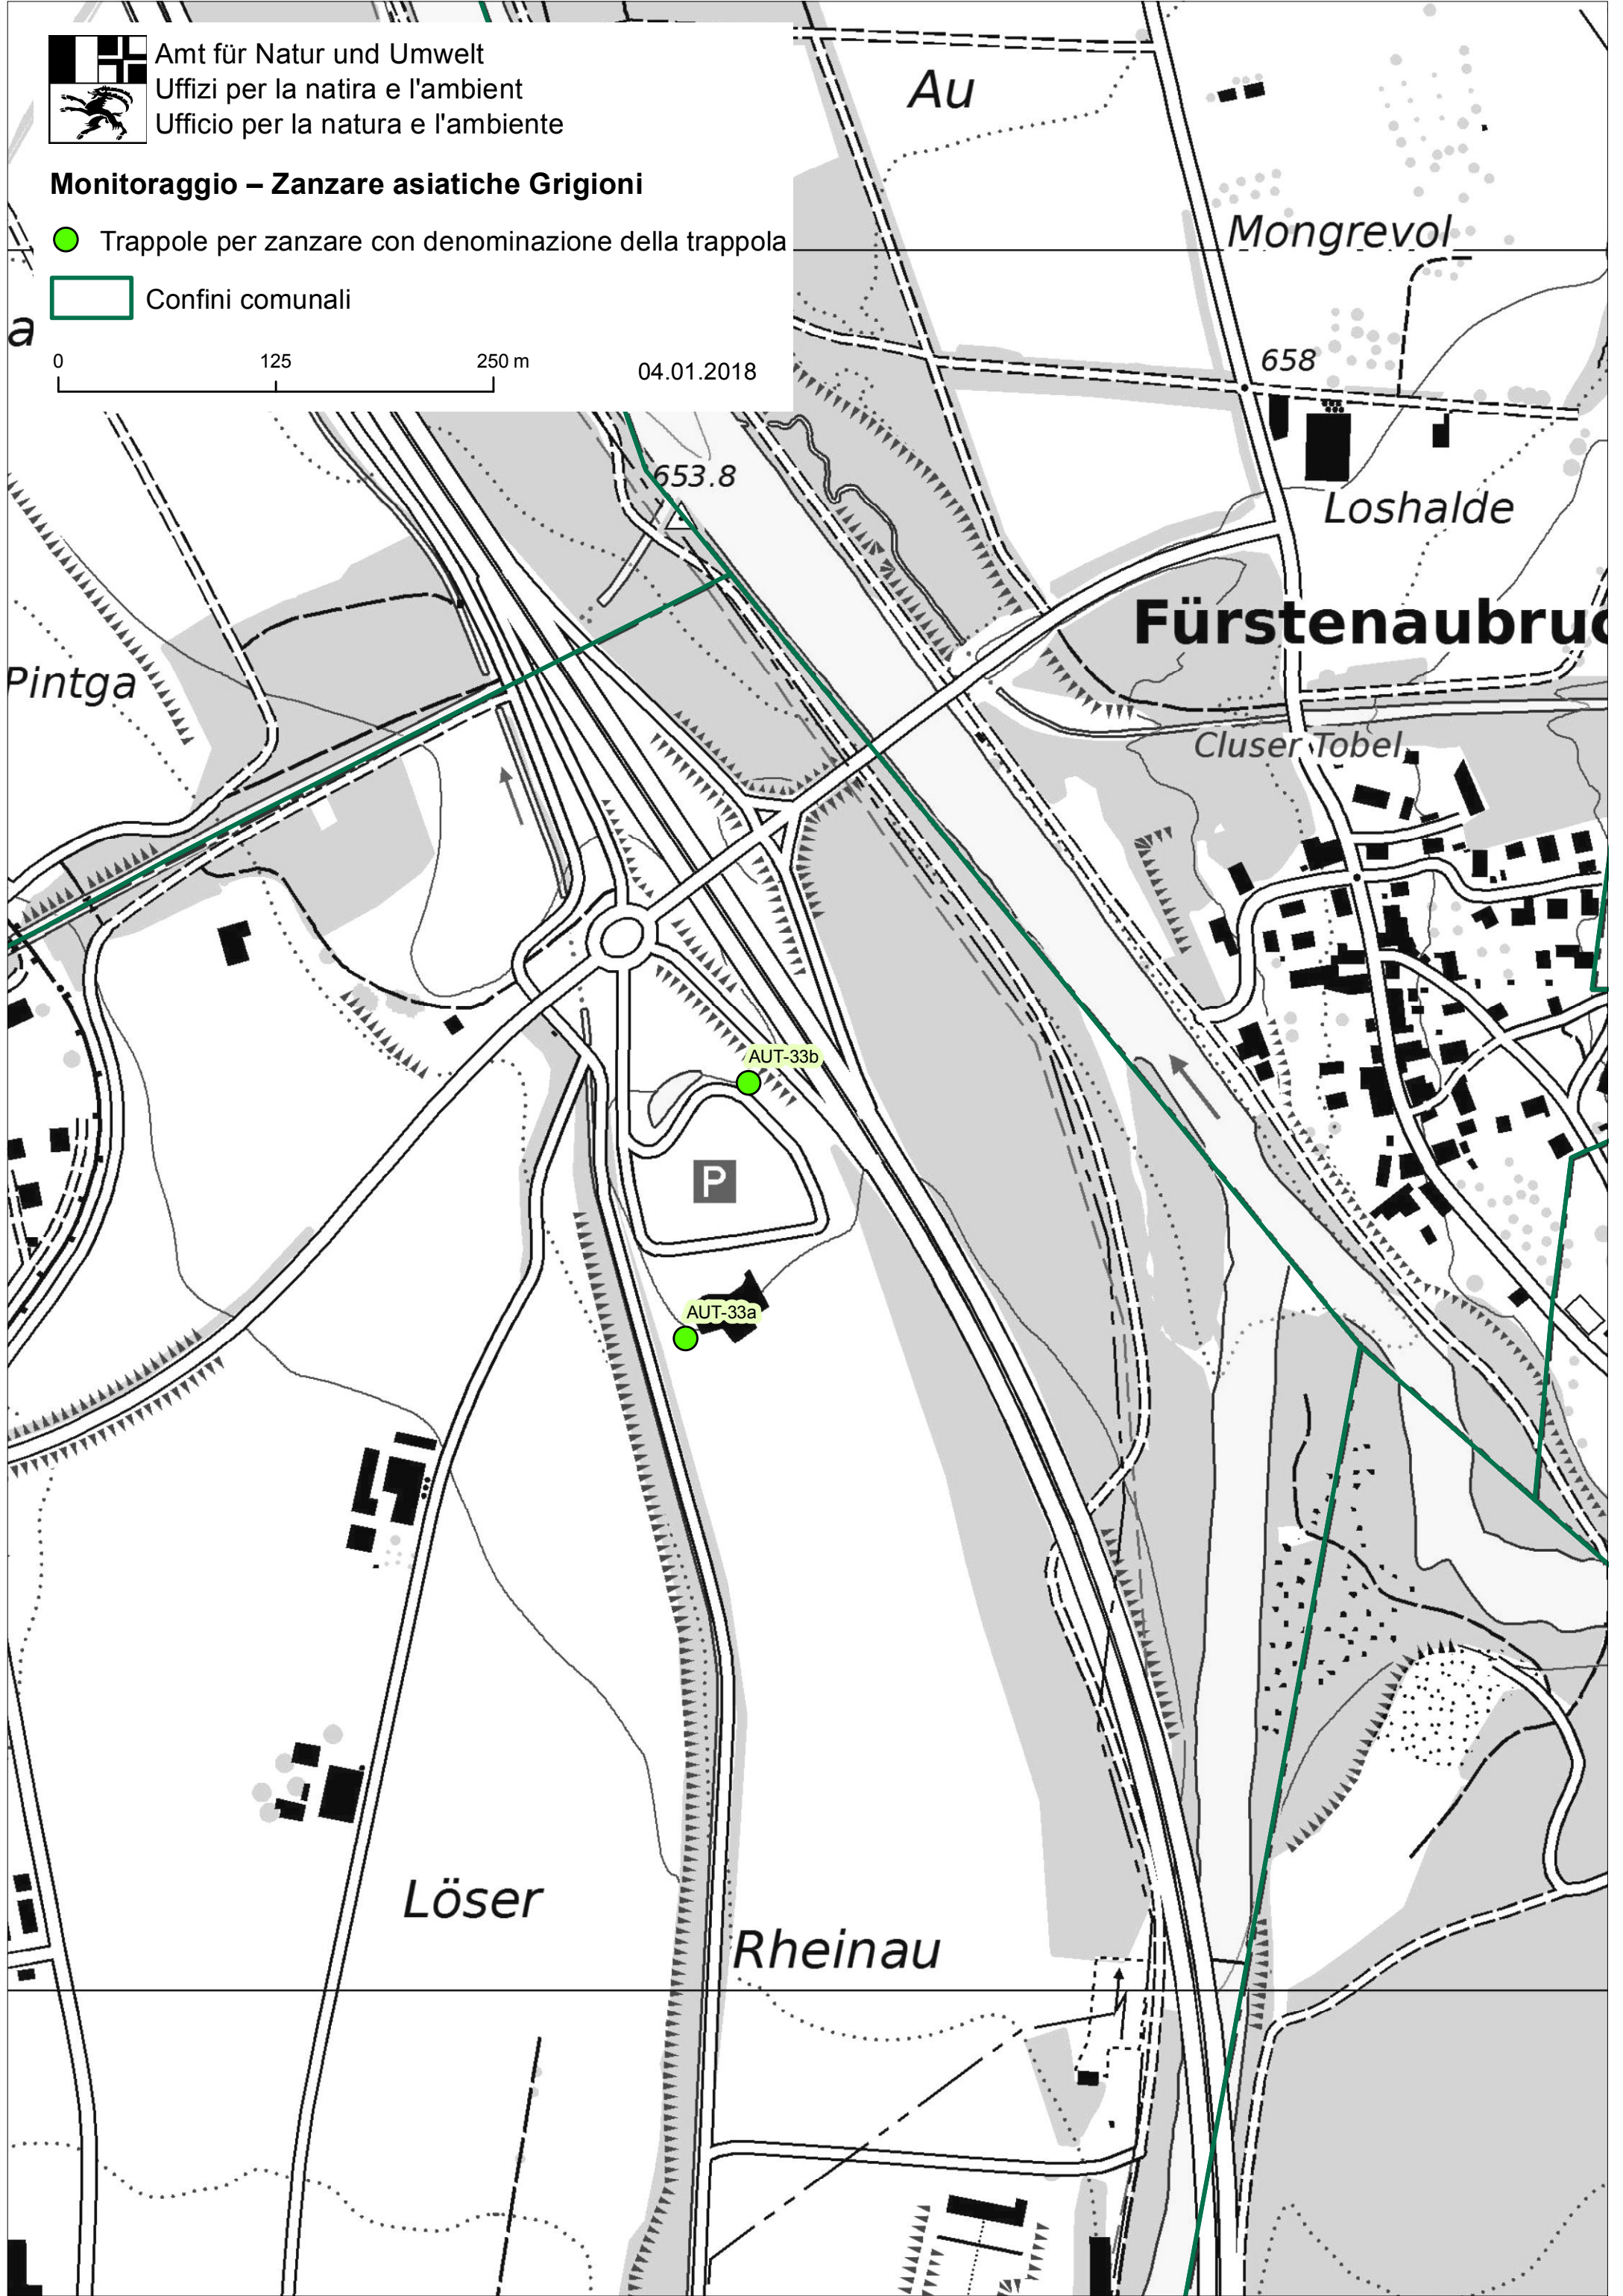 Amt für Natur und Umwelt
Uffizi per la natira e l'ambient
Ufficio per la natura e l'ambiente
Monitoraggio – Zanzare asiatiche Grigioni
Trappole per zanzare con denominazione della trappola
Confini comunali
0 125 250 m
04.01.2018
a
Au
Mongrevol
658
653.8
Loshalde
Fürstenaubruc
Pintga
Cluser Tobel
AUT-33b
P
AUT-33a
Löser
Rheinau